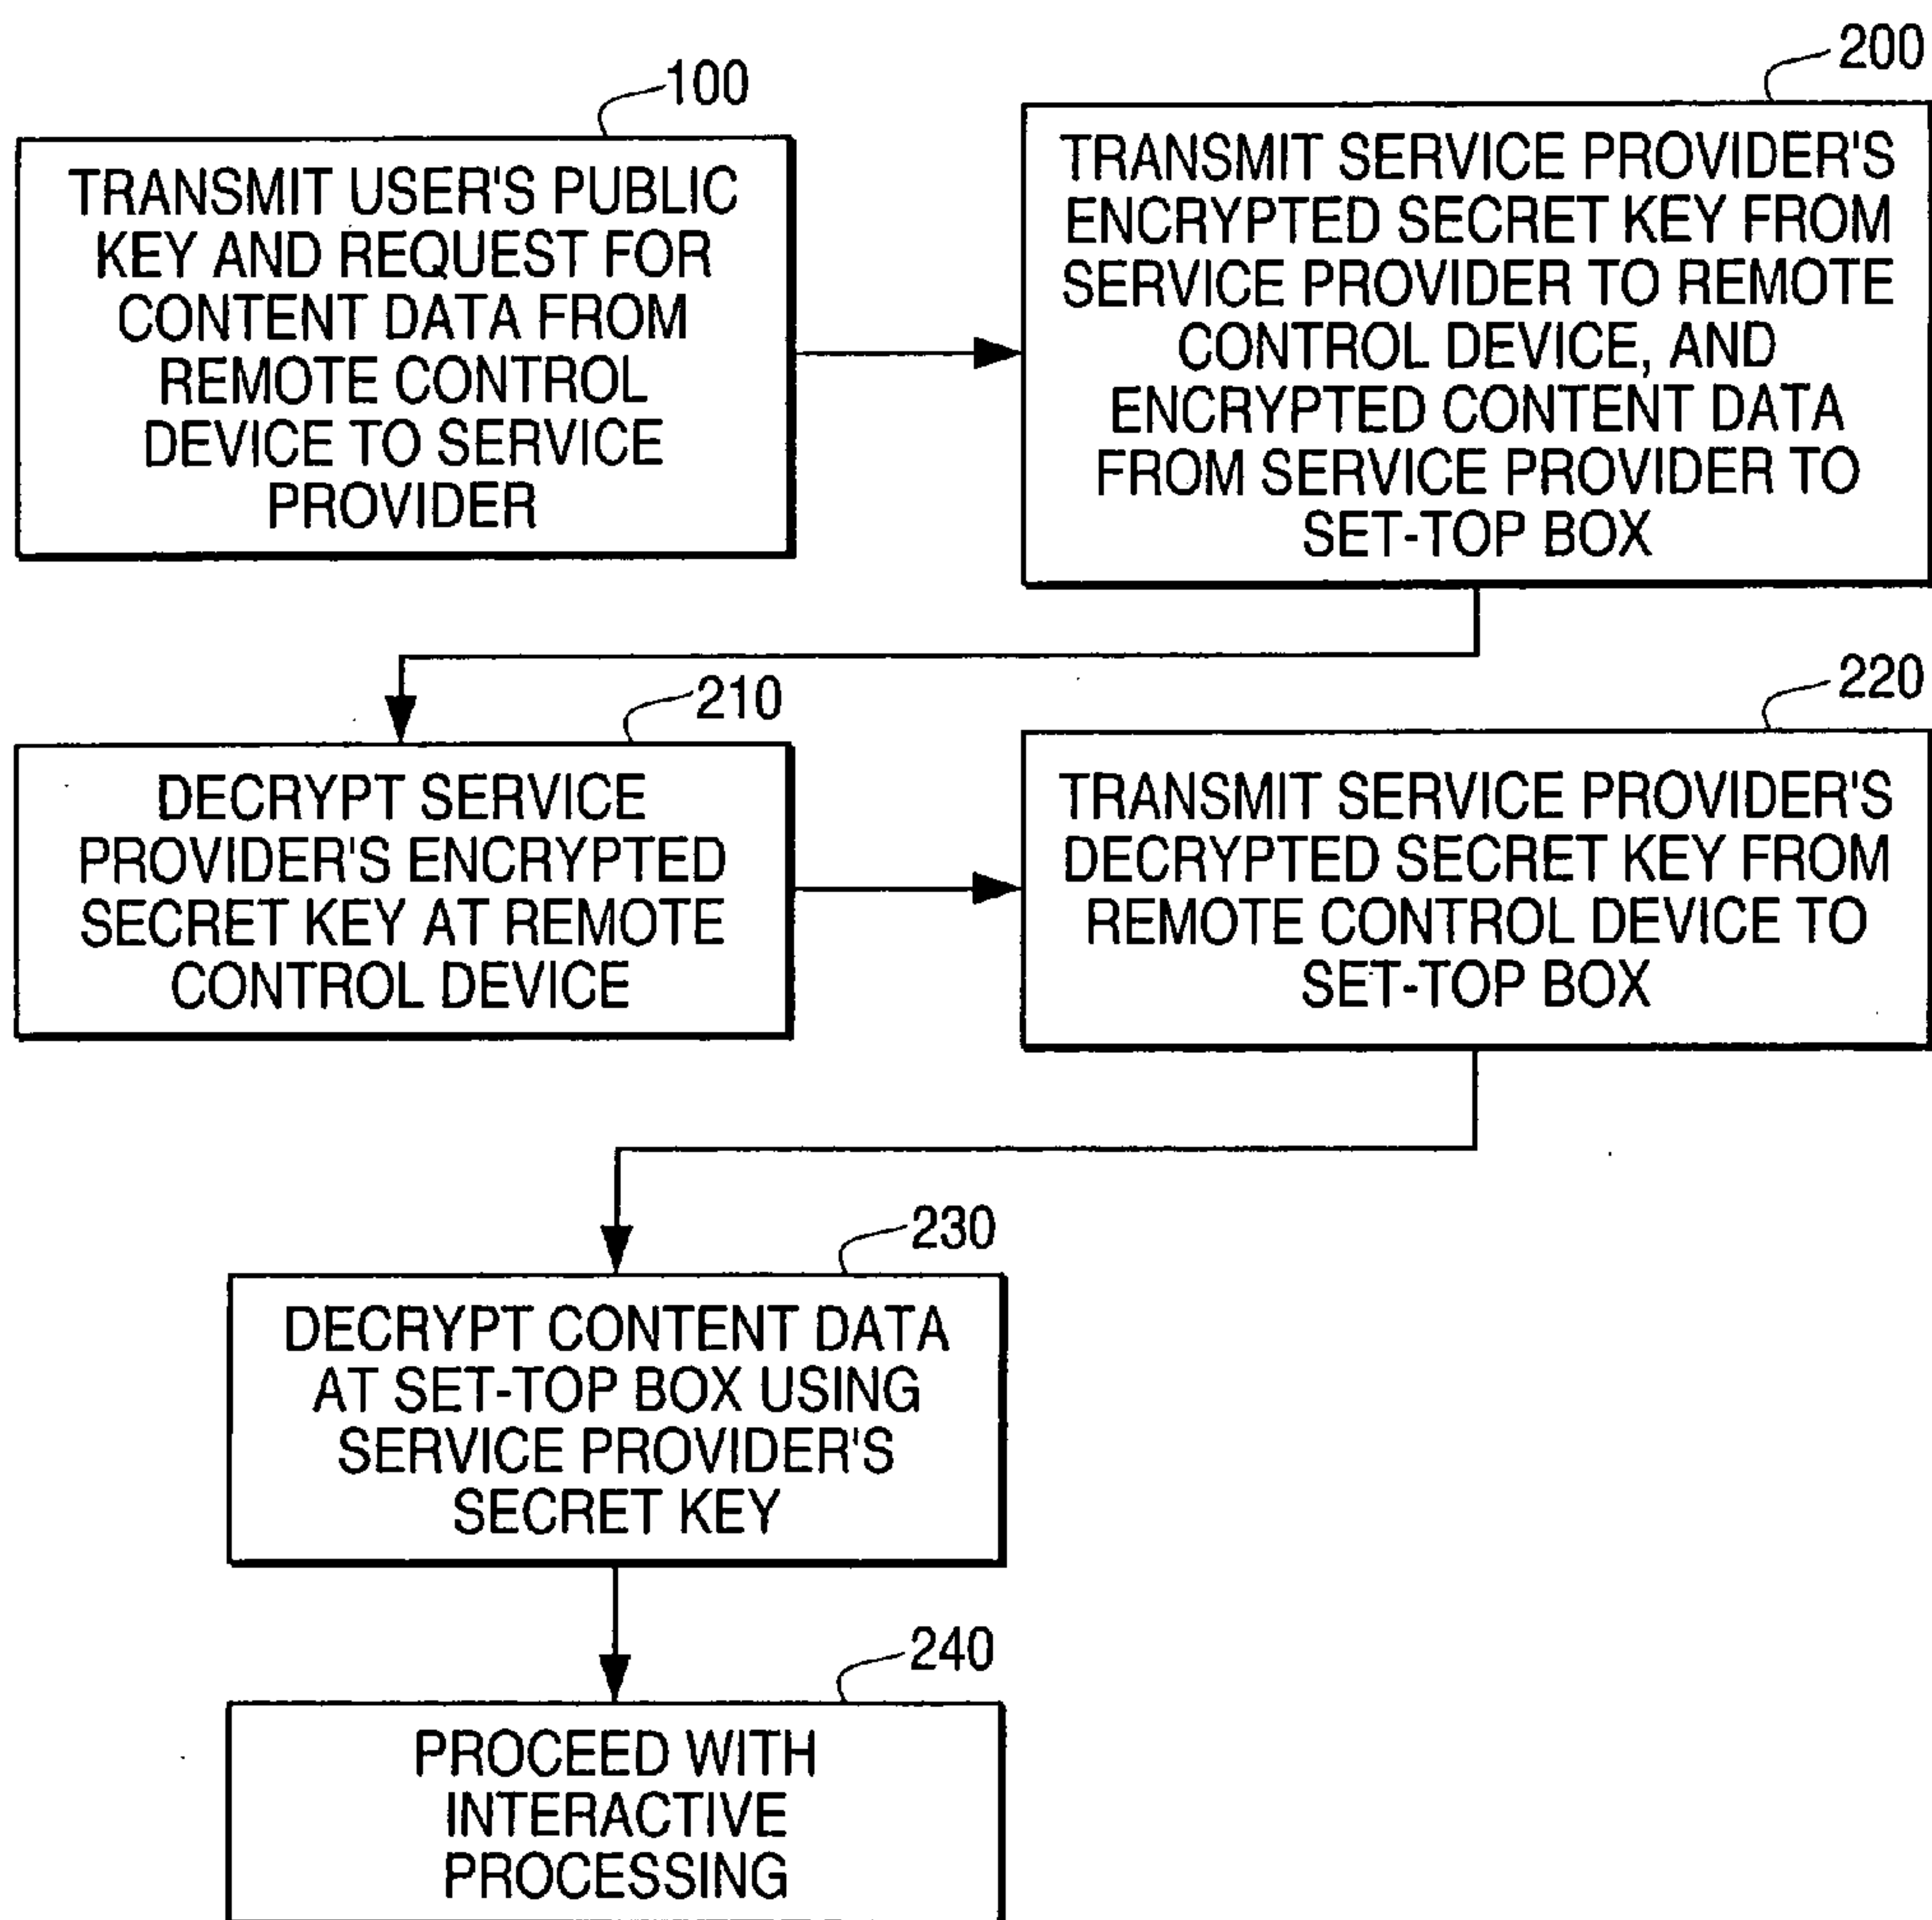 100
TRANSMIT USER'S PUBLIC
KEY AND REQUEST FOR
CONTENT DATA FROM
REMOTE CONTROL
DEVICE TO SERVICE
PROVIDER
200
TRANSMIT SERVICE PROVIDER'S
ENCRYPTED SECRET KEY FROM
SERVICE PROVIDER TO REMOTE
CONTROL DEVICE, AND
ENCRYPTED CONTENT DATA
FROM SERVICE PROVIDER TO
SET-TOP BOX
210
DECRYPT SERVICE
PROVIDER'S ENCRYPTED
SECRET KEY AT REMOTE
CONTROL DEVICE
220
TRANSMIT SERVICE PROVIDER'S
DECRYPTED SECRET KEY FROM
REMOTE CONTROL DEVICE TO
SET-TOP BOX
230
DECRYPT CONTENT DATA
AT SET-TOP BOX USING
SERVICE PROVIDER'S
SECRET KEY
240
PROCEED WITH
INTERACTIVE
PROCESSING